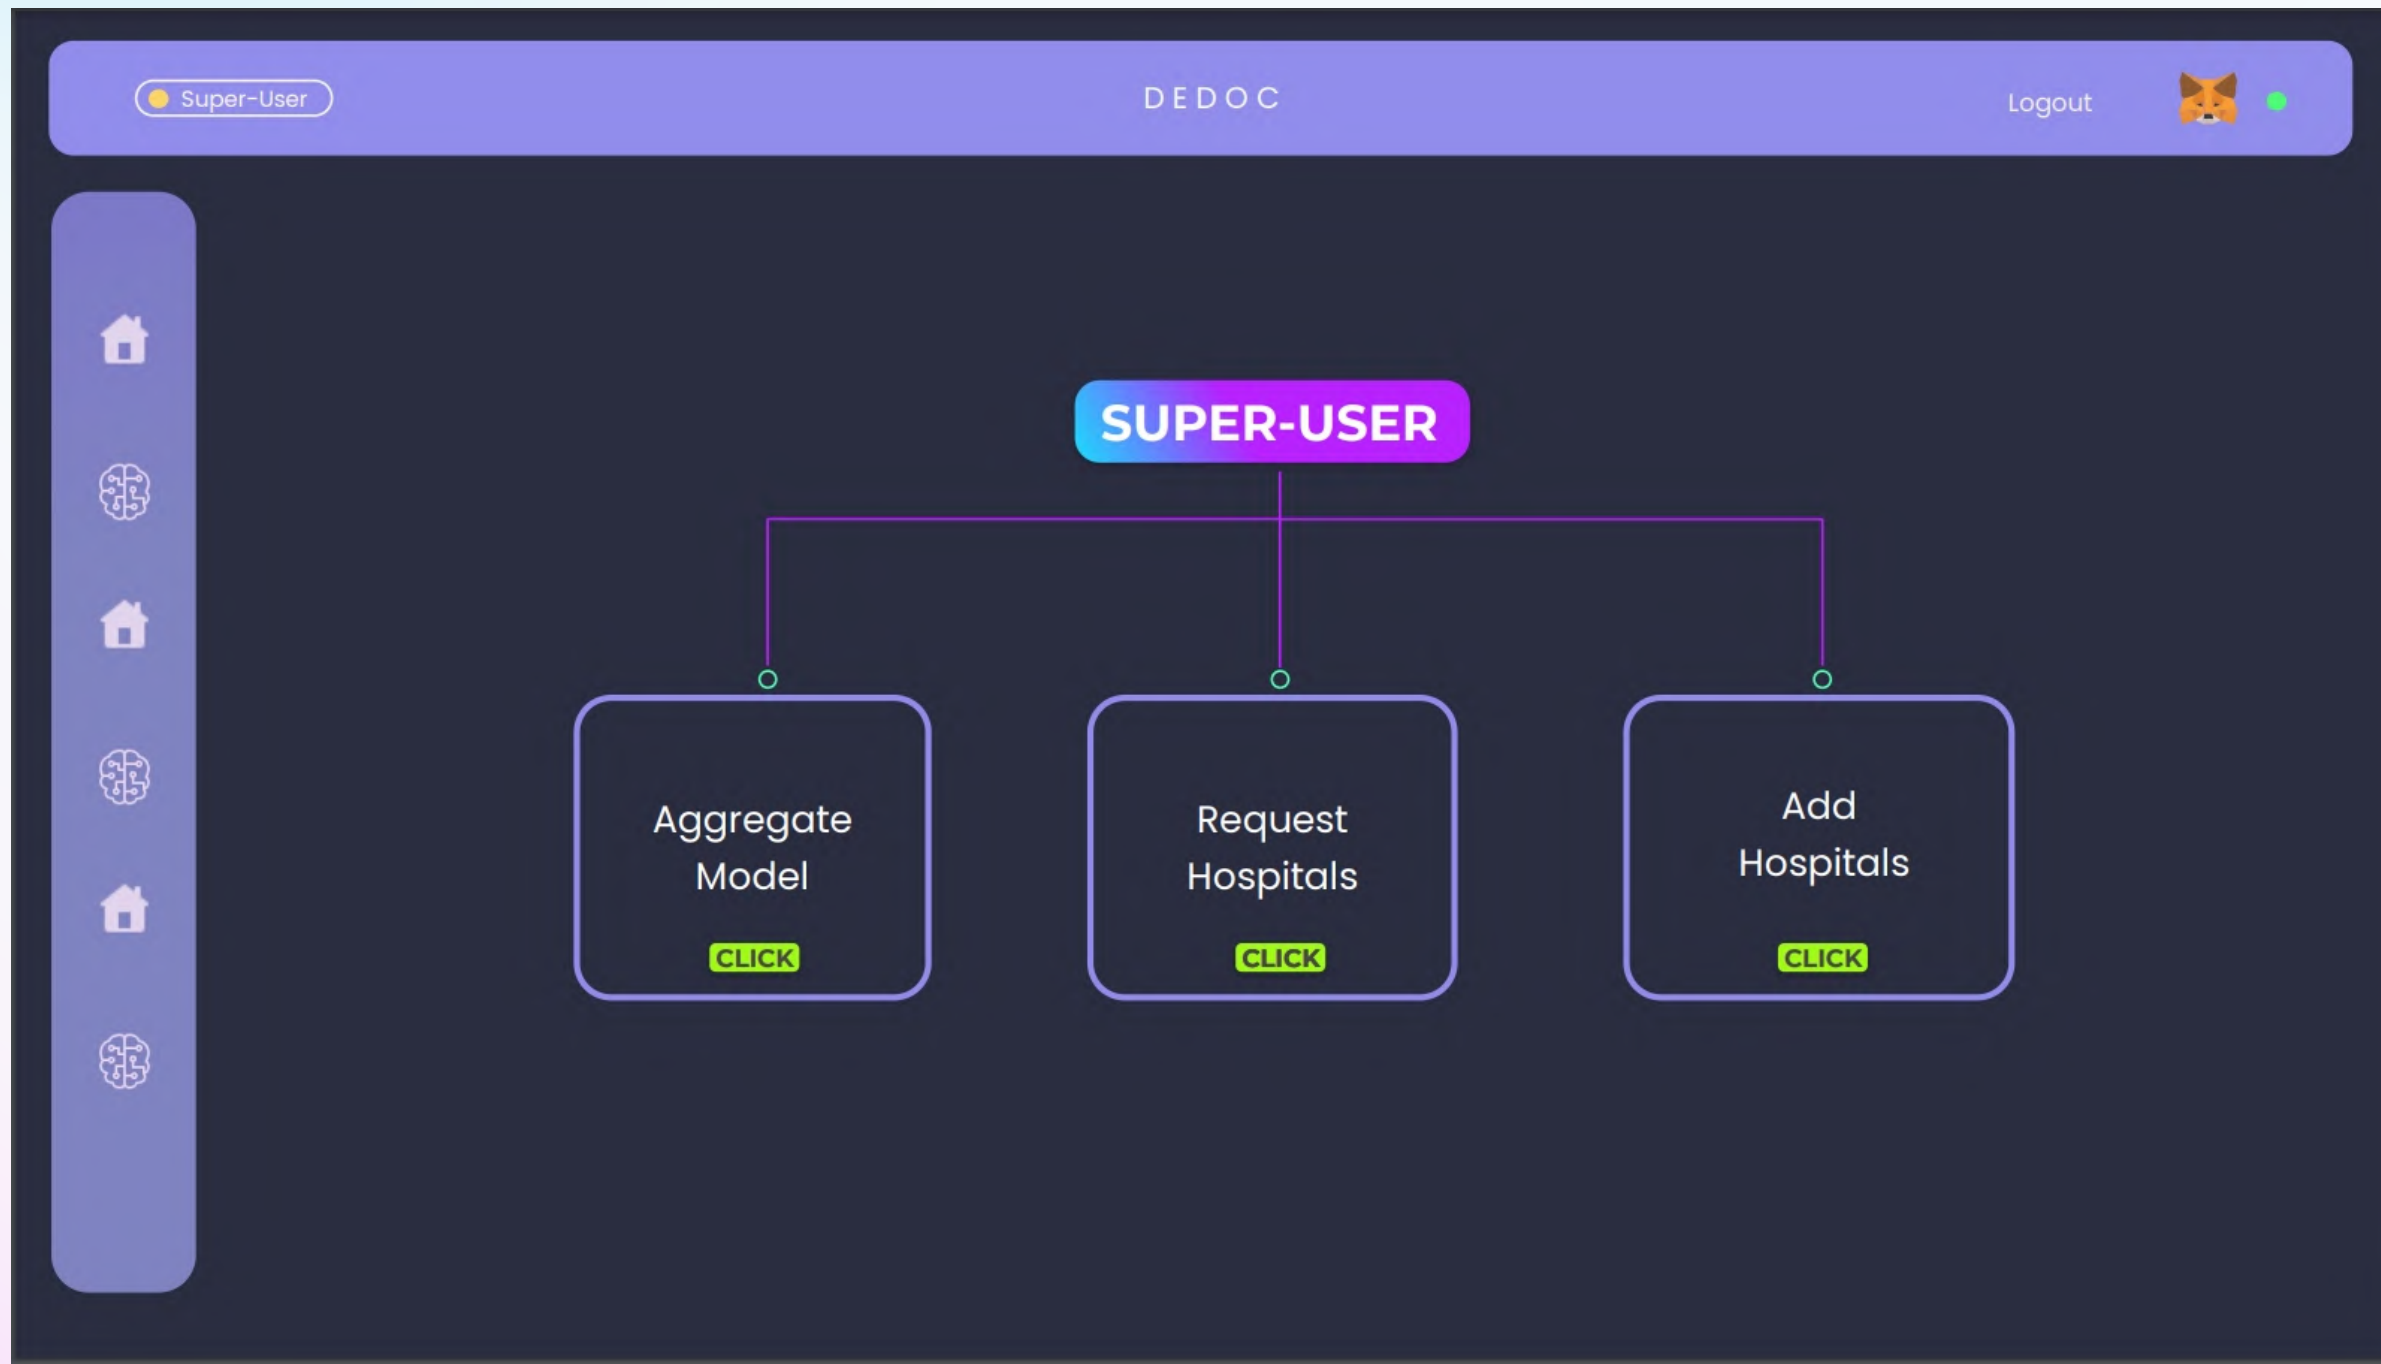 Super-User
DEDOC
Logout
SUPER-USER
Aggregate
Model
CLICK
Request
Hospitals
CLICK
Add
Hospitals
CLICK